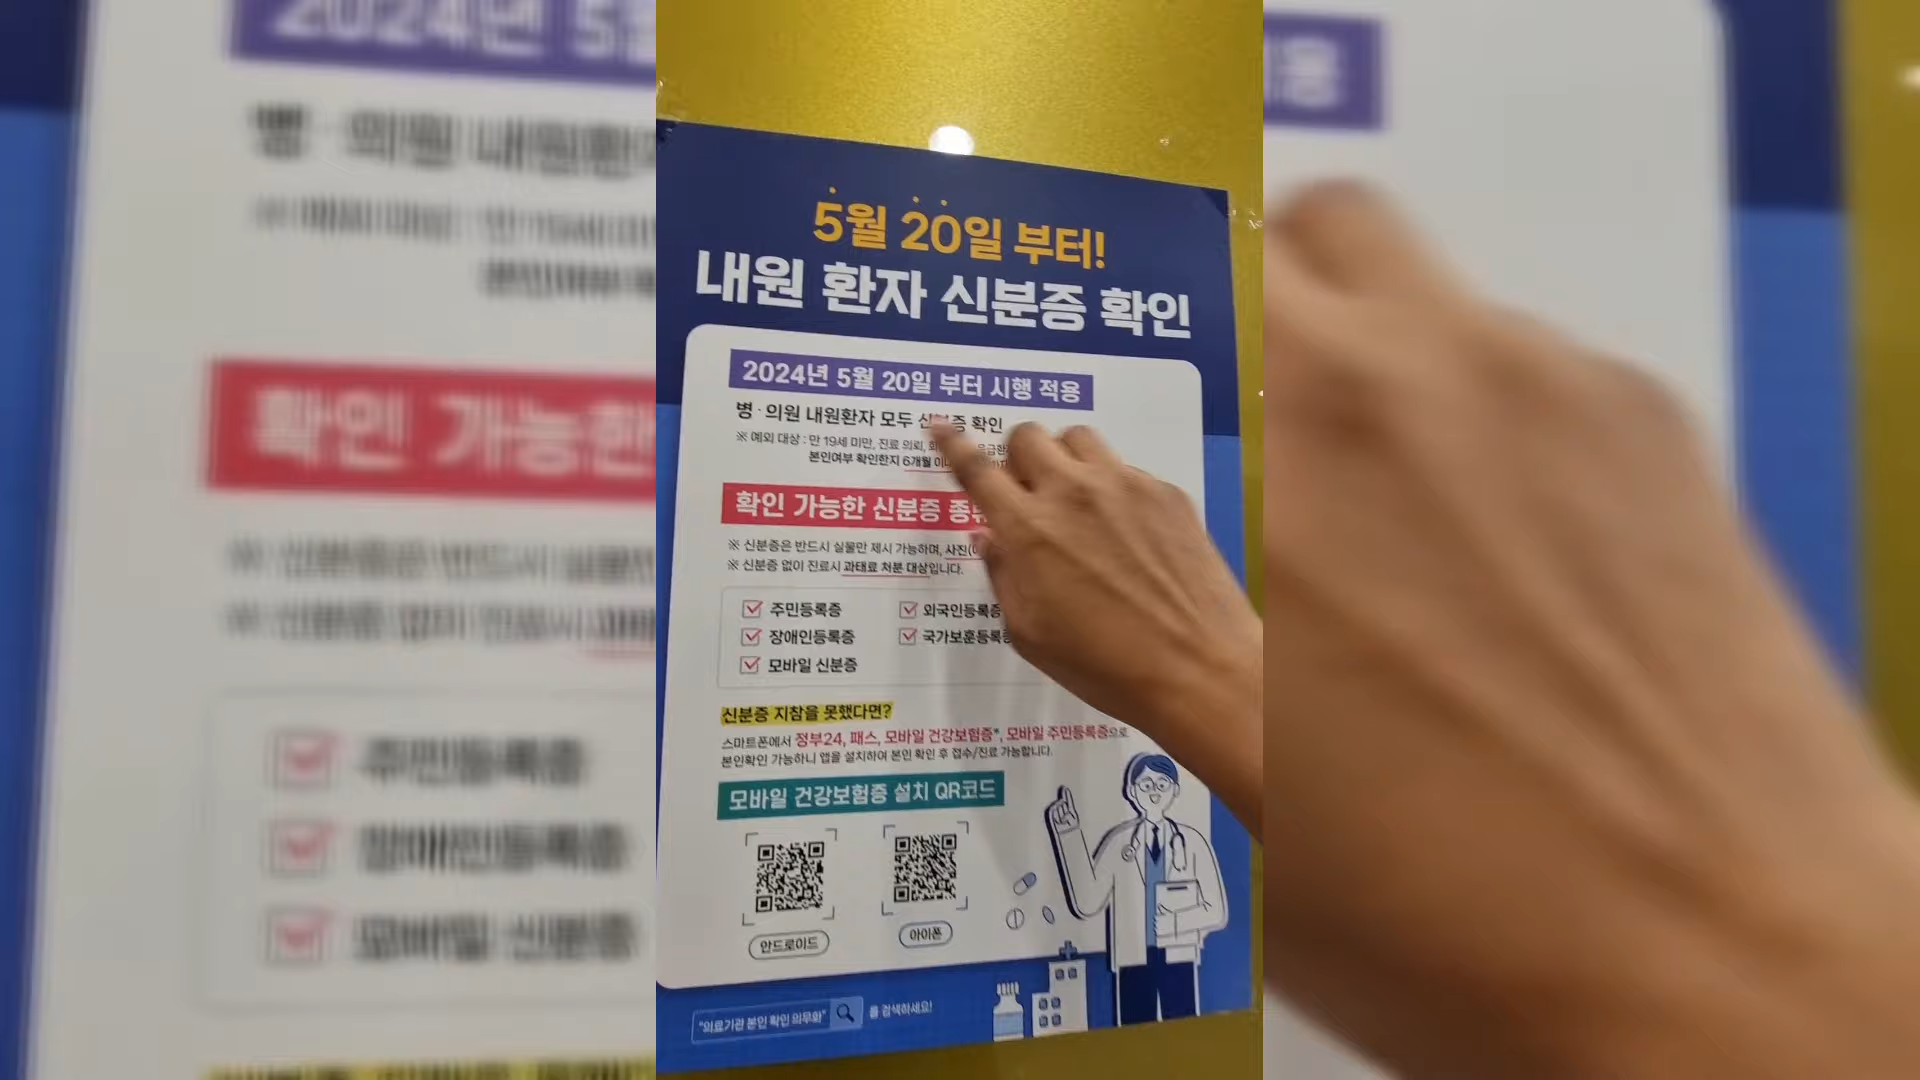 5월 20일 부터!
내원 환자 신분증 확인
2024년 5월 20일 부터 시행 적용
병·의원 내원환자 모두 신분증 확인
※ 예외 대상 : 만 19세 미만, 진료 의뢰,
본인여부 확인한지 6개월
확인 가능한 신분증
※ 신분증은 반드시 실물만 제시 가능하며,
※ 신분증 없이 진료시 과태료 처분 대상입니다.
주민등록증
외국인등록증
장애인등록증
국가보훈등록증
모바일 신분증
신분증 지참을 못했다면?
스마트폰에서 정부24, 패스, 모바일 건강보험증*, 모바일 주민등록증으로
본인확인 가능하니 앱을 설치하여 본인 확인 후 접수/진료 가능합니다.
모바일 건강보험증 설치 QR코드
안드로이드
아이폰
"의료기관 본인 확인 의무화" 를 검색하세요!